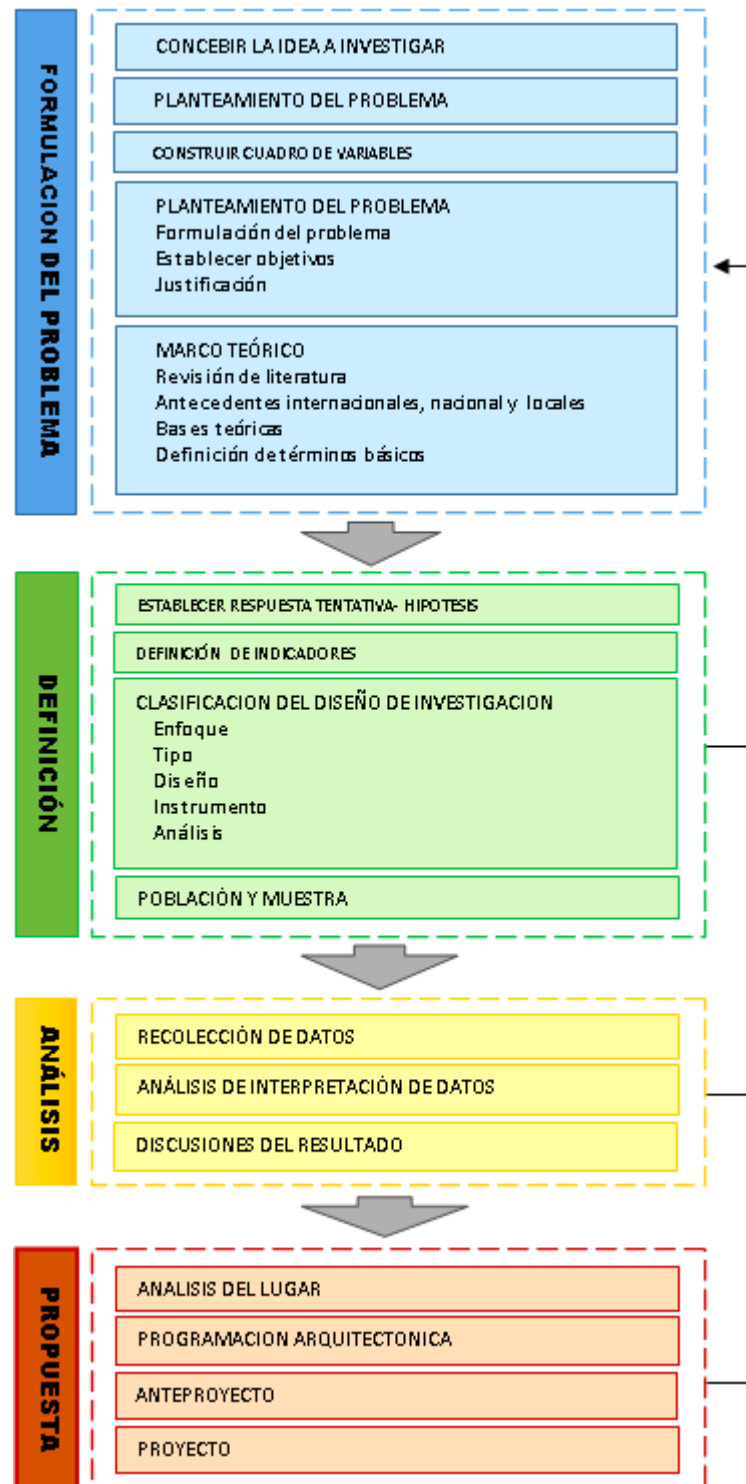 FORMULACION DEL PROBLEMA
CONCEBIR LA IDEA A INVESTIGAR
PLANTEAMIENTO DEL PROBLEMA
CONSTRUIR CUADRO DE VARIABLES
PLANTEAMIENTO DEL PROBLEMA
Formulación del problema
Establecer objetivos
Justificación
MARCO TEÓRICO
Revisión de literatura
Antecedentes internacionales, nacional y locales
Bases teóricas
Definición de términos básicos
DEFINICIÓN
ESTABLECER RESPUESTA TENTATIVA- HIPOTESIS
DEFINICIÓN DE INDICADORES
CLASIFICACION DEL DISEÑO DE INVESTIGACION
Enfoque
Tipo
Diseño
Instrumento
Análisis
POBLACIÓN Y MUESTRA
ANÁLISIS
RECOLECCIÓN DE DATOS
ANÁLISIS DE INTERPRETACIÓN DE DATOS
DISCUSIONES DEL RESULTADO
PROPUESTA
ANALISIS DEL LUGAR
PROGRAMACION ARQUITECTONICA
ANTEPROYECTO
PROYECTO